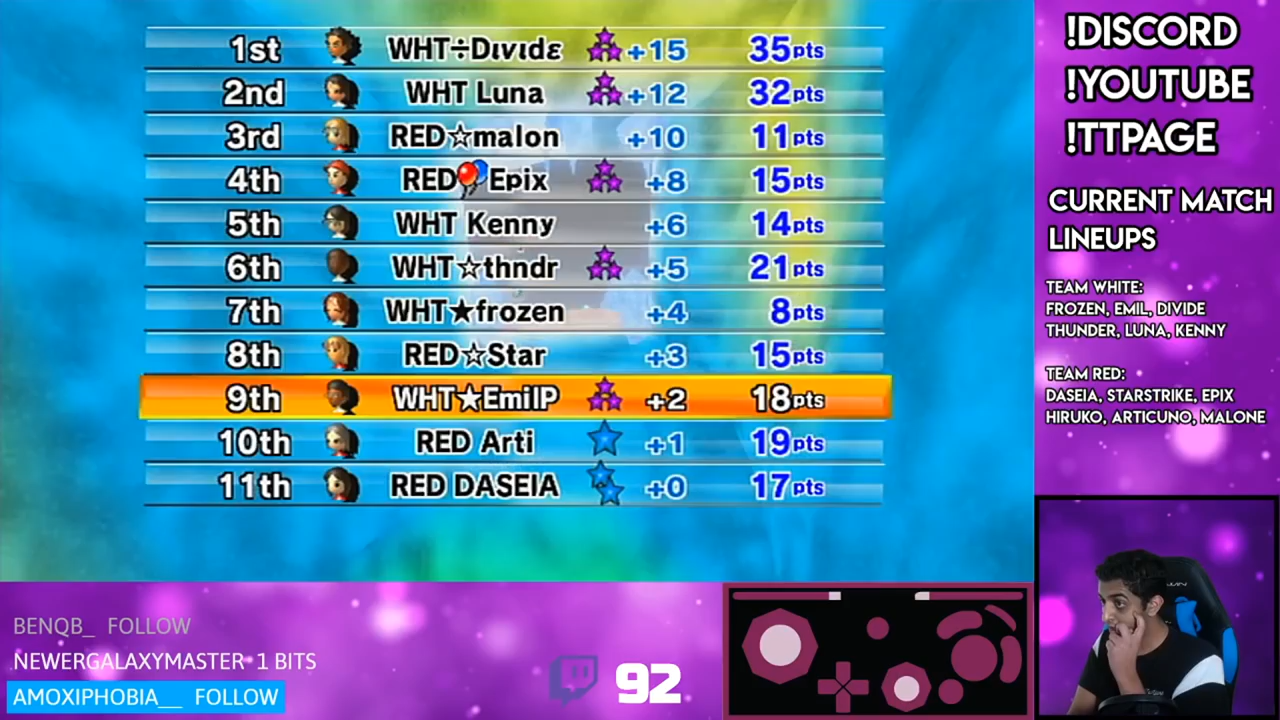 1st WHT÷Dιvιdε +15 35pts
2nd WHT Luna +12 32pts
3rd RED☆malon +10 11pts
4th RED🎈Epix +8 15pts
5th WHT Kenny +6 14pts
6th WHT☆thndr +5 21pts
7th WHT★frozen +4 8pts
8th RED☆Star +3 15pts
9th WHT★EmilP +2 18pts
10th RED Arti +1 19pts
11th RED DASEIA +0 17pts
!DISCORD
!YOUTUBE
!TTPAGE
CURRENT MATCH
LINEUPS
TEAM WHITE:
FROZEN, EMIL, DIVIDE
THUNDER, LUNA, KENNY
TEAM RED:
DASEIA, STARSTRIKE, EPIX
HIRUKO, ARTICUNO, MALONE
BENQB_ FOLLOW
NEWERGALAXYMASTER 1 BITS
AMOXIPHOBIA__ FOLLOW
92